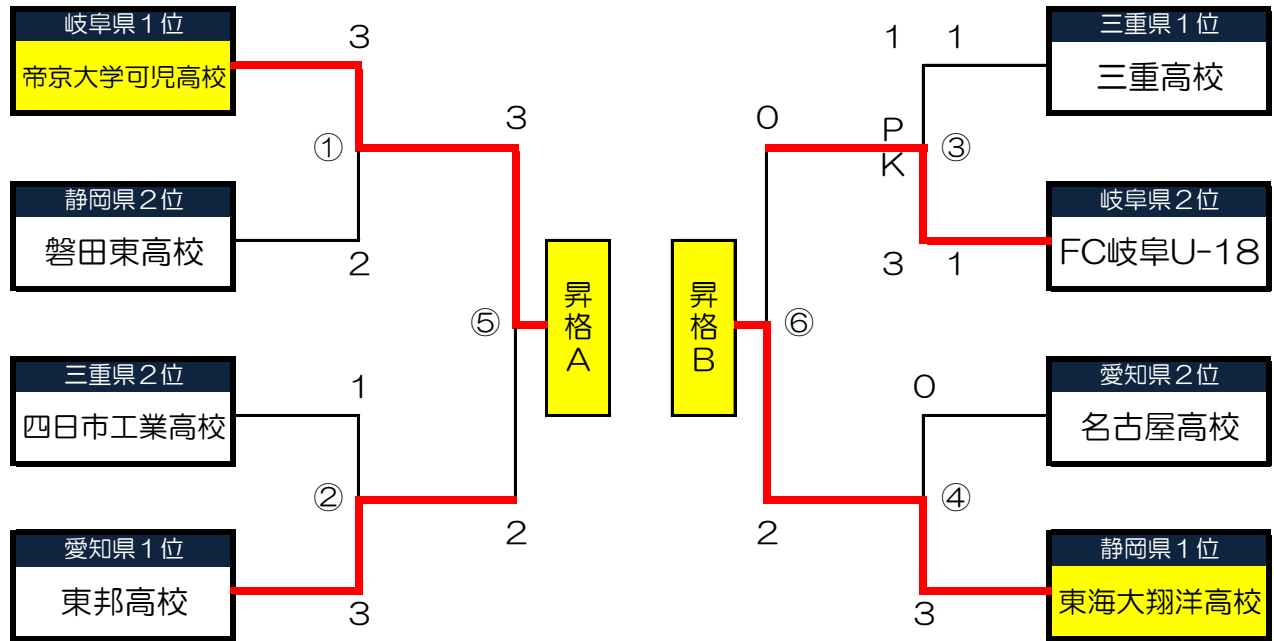 岐阜県１位
帝京大学可児高校
3
①
3
静岡県２位
磐田東高校
2
三重県２位
四日市工業高校
1
②
愛知県１位
東邦高校
3
⑤
2
昇格A
昇格B
0
⑥
2
1 1
PK
③
3 1
三重県１位
三重高校
岐阜県２位
FC岐阜U-18
0
④
3
愛知県２位
名古屋高校
静岡県１位
東海大翔洋高校